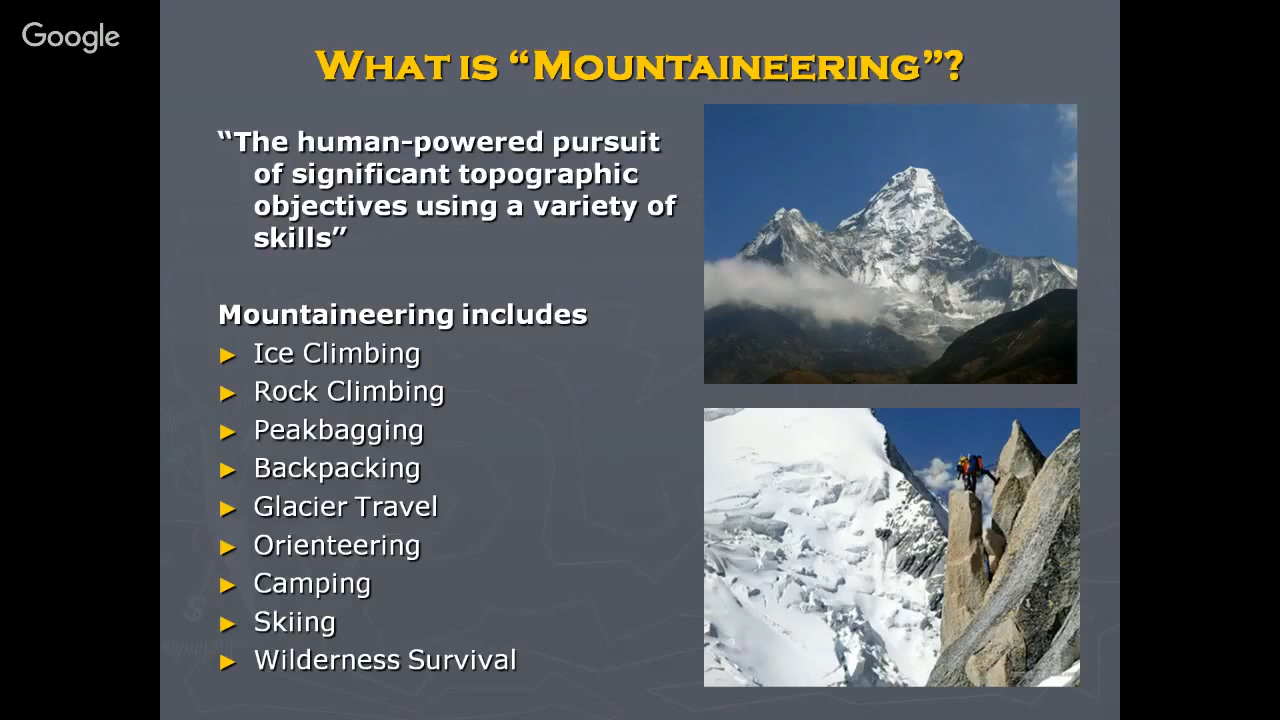 Google
WHAT IS “MOUNTAINEERING”?
“The human-powered pursuit
of significant topographic
objectives using a variety of
skills”
Mountaineering includes
► Ice Climbing
► Rock Climbing
► Peakbagging
► Backpacking
► Glacier Travel
► Orienteering
► Camping
► Skiing
► Wilderness Survival